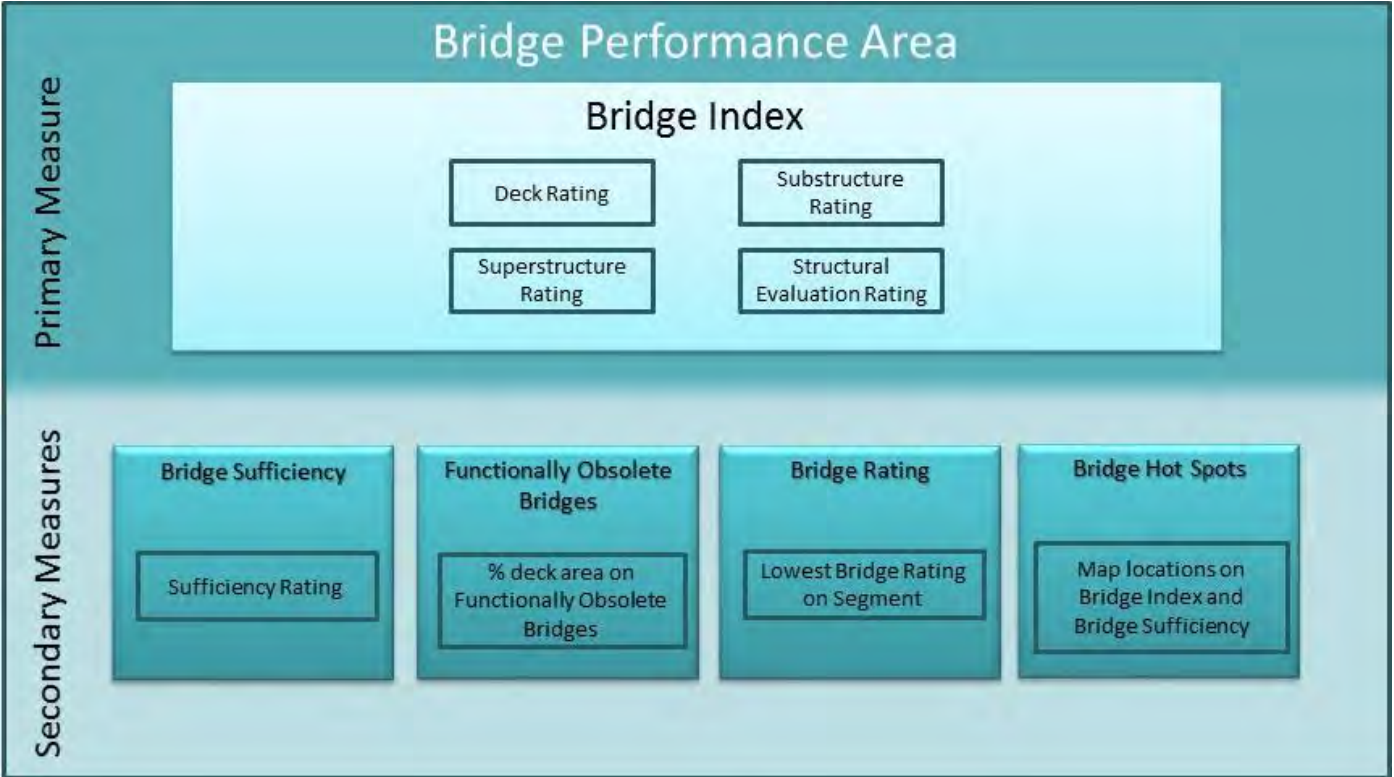 Bridge Performance Area
Primary Measure
Bridge Index
Deck Rating
Substructure
Rating
Superstructure
Rating
Structural
Evaluation Rating
Secondary Measures
Bridge Sufficiency
Sufficiency Rating
Functionally Obsolete
Bridges
% deck area on
Functionally Obsolete
Bridges
Bridge Rating
Lowest Bridge Rating
on Segment
Bridge Hot Spots
Map locations on
Bridge Index and
Bridge Sufficiency